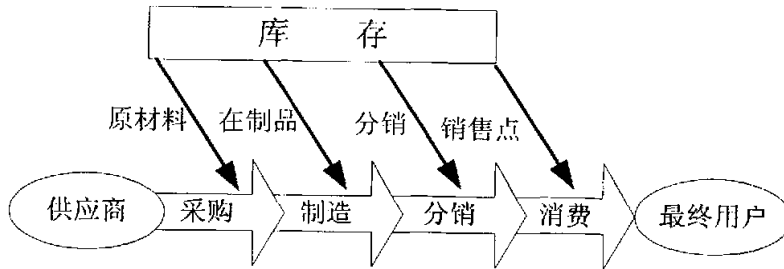 库 存
原材料 在制品 分销 销售点
供应商 采购 制造 分销 消费 最终用户